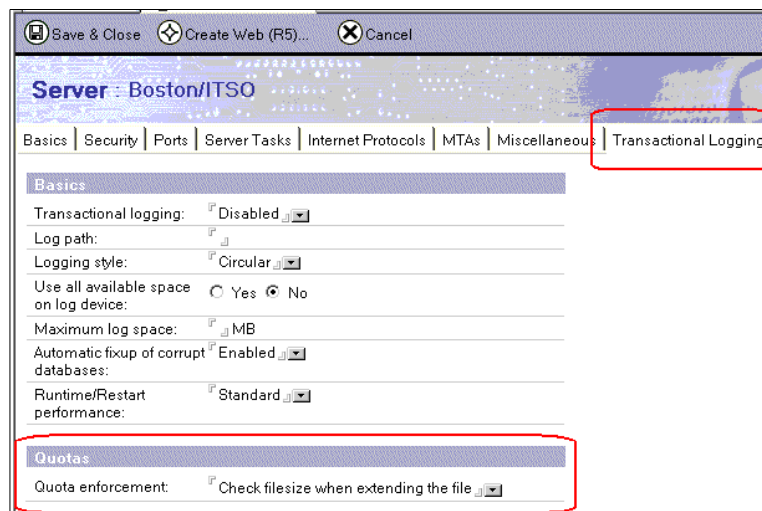 Save & Close Create Web (R5)... Cancel
Server : Boston/ITSO
Basics Security Ports Server Tasks Internet Protocols MTAs Miscellaneous Transactional Logging
Basics
Transactional logging: Disabled
Log path:
Logging style: Circular
Use all available space Yes No
on log device:
Maximum log space: MB
Automatic fixup of corrupt Enabled
databases:
Runtime/Restart Standard
performance:
Quotas
Quota enforcement: Check filesize when extending the file